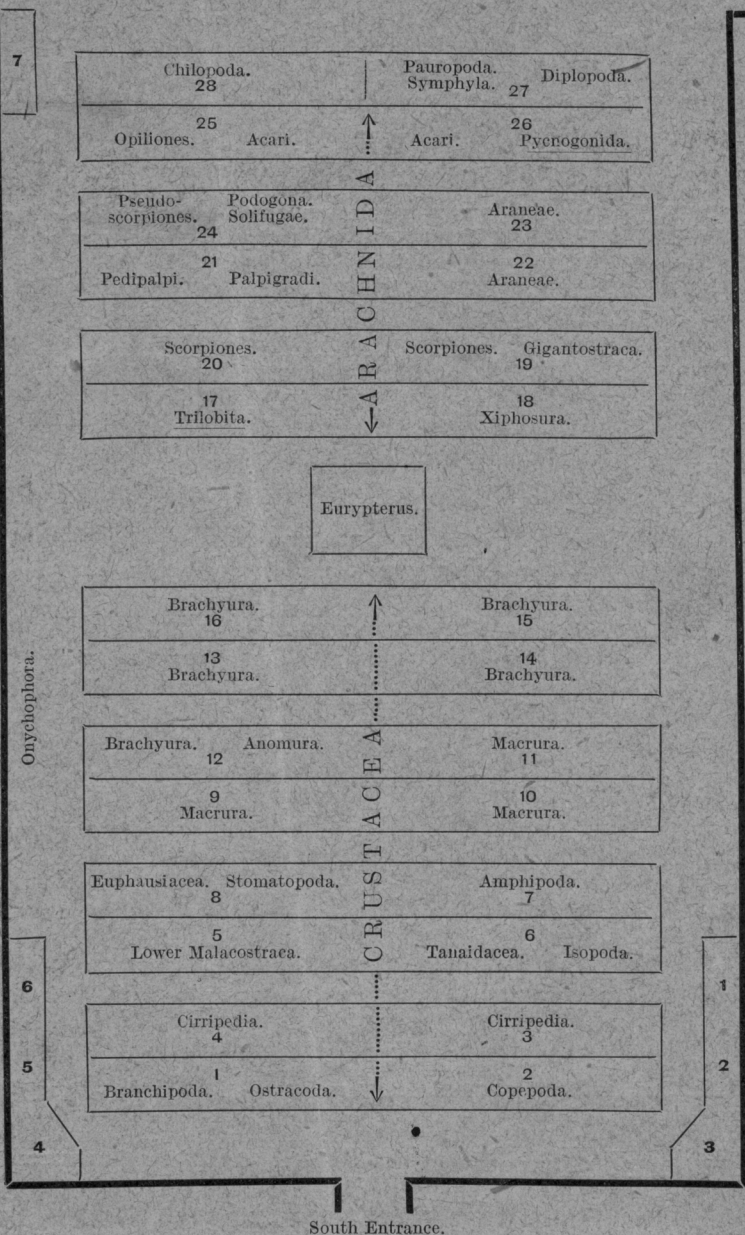 7
Chilopoda.
28
Pauropoda.
Symphyla. 27 Diplopoda.
25
Opiliones. Acari.
26
Acari. Pycnogonida.
Pseudo-
scorpiones. Podogona.
Solifugae.
24
Araneae.
23
21
Pedipalpi. Palpigradi.
22
Araneae.
ARACHNIDA
Scorpiones.
20
Scorpiones. Gigantostraca.
19
17
Trilobita.
18
Xiphosura.
Eurypterus.
Brachyura.
16
Brachyura.
15
13
Brachyura.
14
Brachyura.
Onychophora.
Brachyura. Anomura.
12
Macrura.
11
9
Macrura.
10
Macrura.
CRUSTACEA
Euphausiacea. Stomatopoda.
8
Amphipoda.
7
5
Lower Malacostraca.
6
Tanaidacea. Isopoda.
Cirripedia.
4
Cirripedia.
3
1
Branchipoda. Ostracoda.
2
Copepoda.
6
5
4
1
2
3
South Entrance.